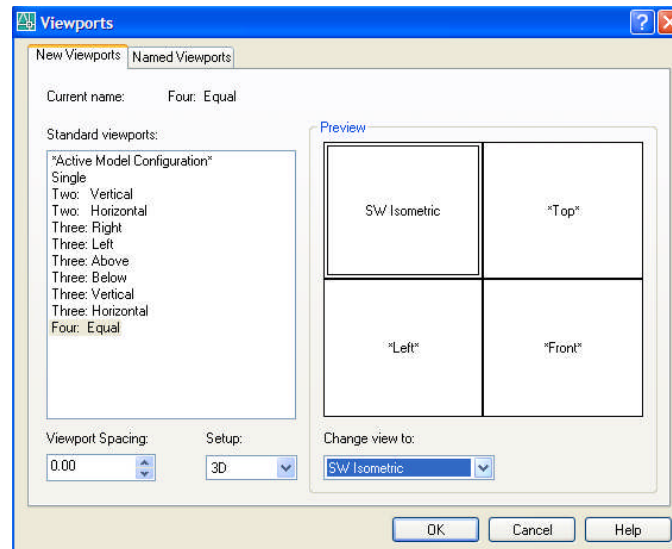 Viewports
New Viewports Named Viewports
Current name: Four: Equal
Standard viewports:
*Active Model Configuration*
Single
Two: Vertical
Two: Horizontal
Three: Right
Three: Left
Three: Above
Three: Below
Three: Vertical
Three: Horizontal
Four: Equal
Viewport Spacing: Setup:
0.00 3D
Preview
SW Isometric *Top*
*Left* *Front*
Change view to:
SW Isometric
OK Cancel Help